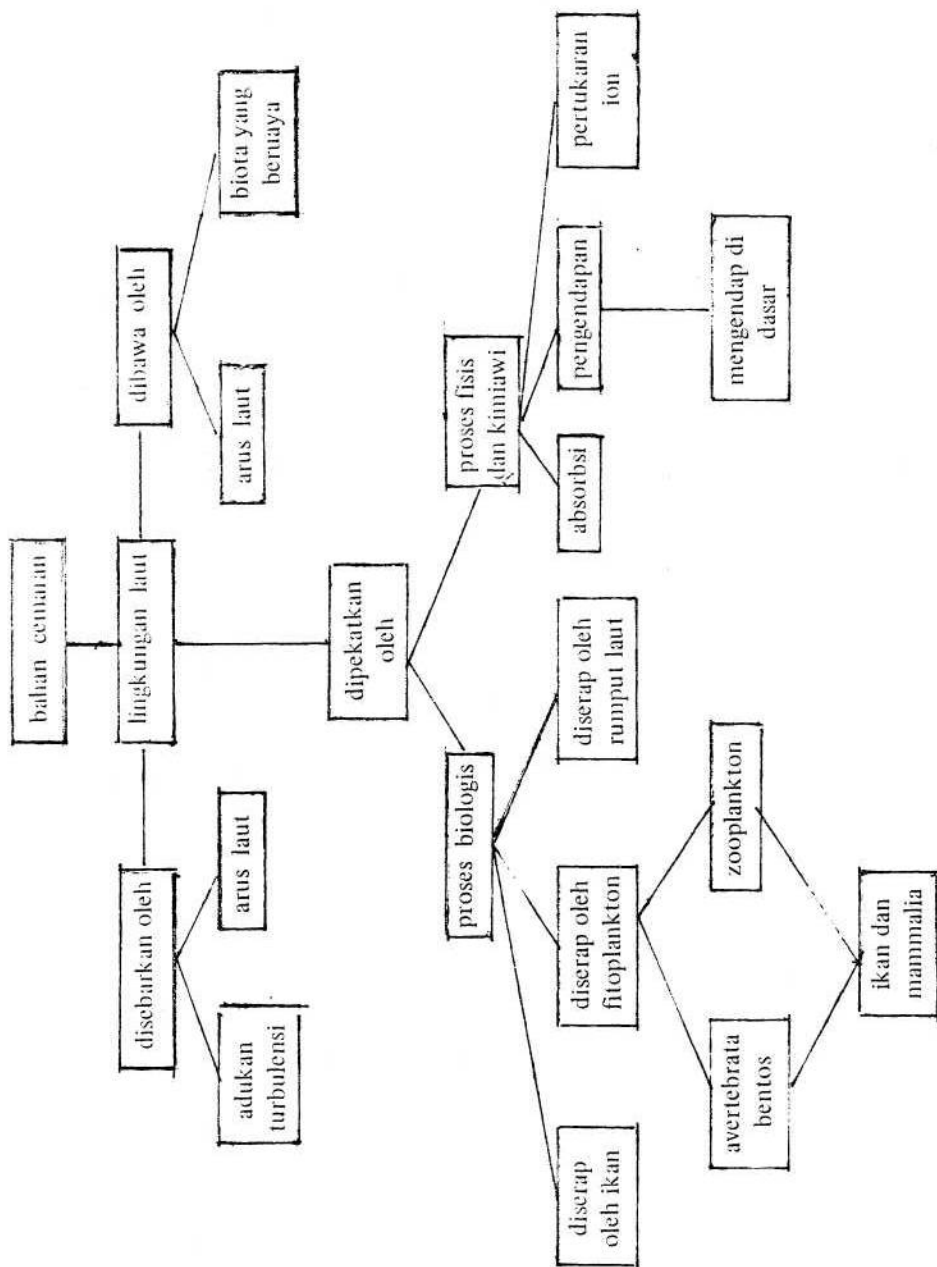 bahan cemaran
lingkungan laut
disebarkan oleh
dibawa oleh
adukan
turbulensi
arus laut
arus laut
biota yang
beruaya
dipekatkan
oleh
proses biologis
proses fisis
dan kimiawi
diserap
oleh ikan
diserap oleh
fitoplankton
diserap oleh
rumput laut
absorbsi
pengendapan
pertukaran
ion
avertebrata
bentos
zooplankton
mengendap di
dasar
ikan dan
mammalia